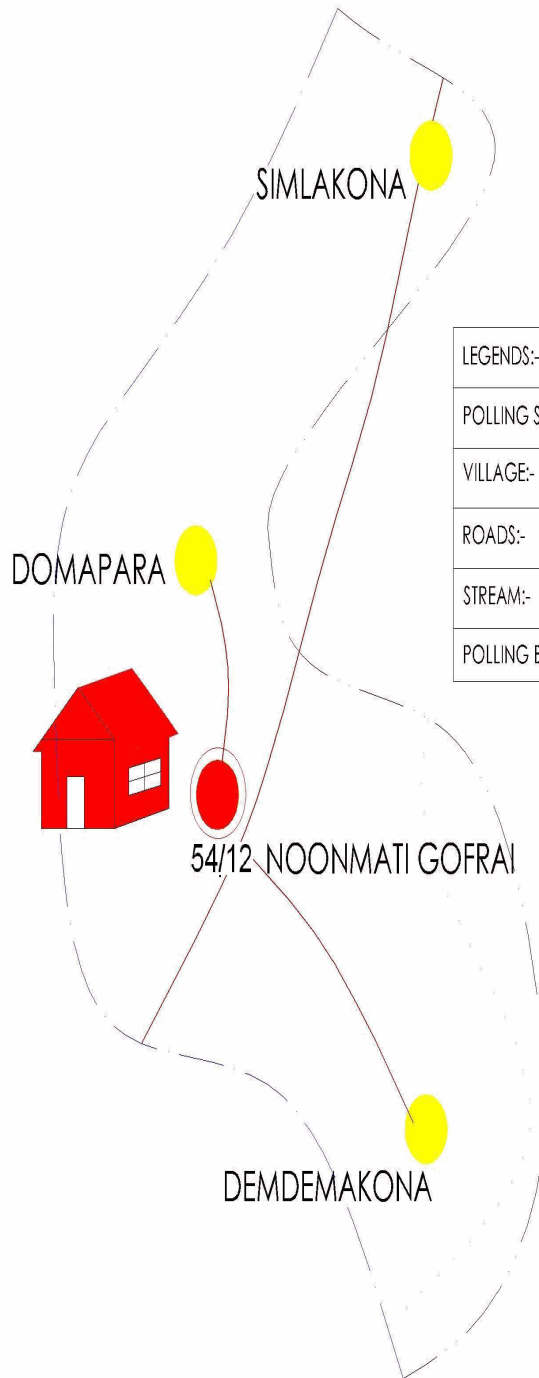 SIMLAKONA
LEGENDS:-
POLLING S
VILLAGE:-
ROADS:-
STREAM:-
POLLING B
DOMAPARA
54/12 NOONMATI GOFRAI
DEMDEMAKONA